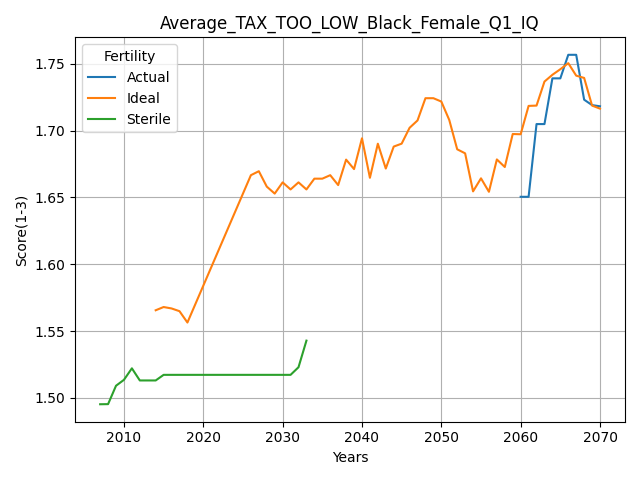 Average_TAX_TOO_LOW_Black_Female_Q1_IQ
Fertility
Actual
Ideal
Sterile
Score(1-3)
1.75
1.70
1.65
1.60
1.55
1.50
2010 2020 2030 2040 2050 2060 2070
Years